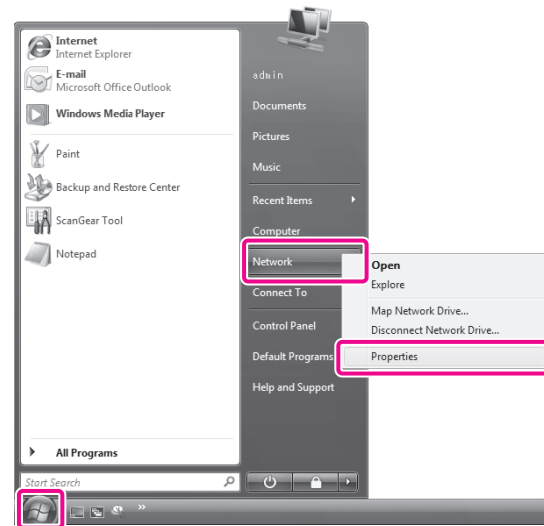 Internet
Internet Explorer
E-mail
Microsoft Office Outlook
Windows Media Player
Paint
Backup and Restore Center
ScanGear Tool
Notepad
All Programs
Start Search
admin
Documents
Pictures
Music
Recent Items
Computer
Network
Connect To
Control Panel
Default Programs
Help and Support
Open
Explore
Map Network Drive...
Disconnect Network Drive...
Properties